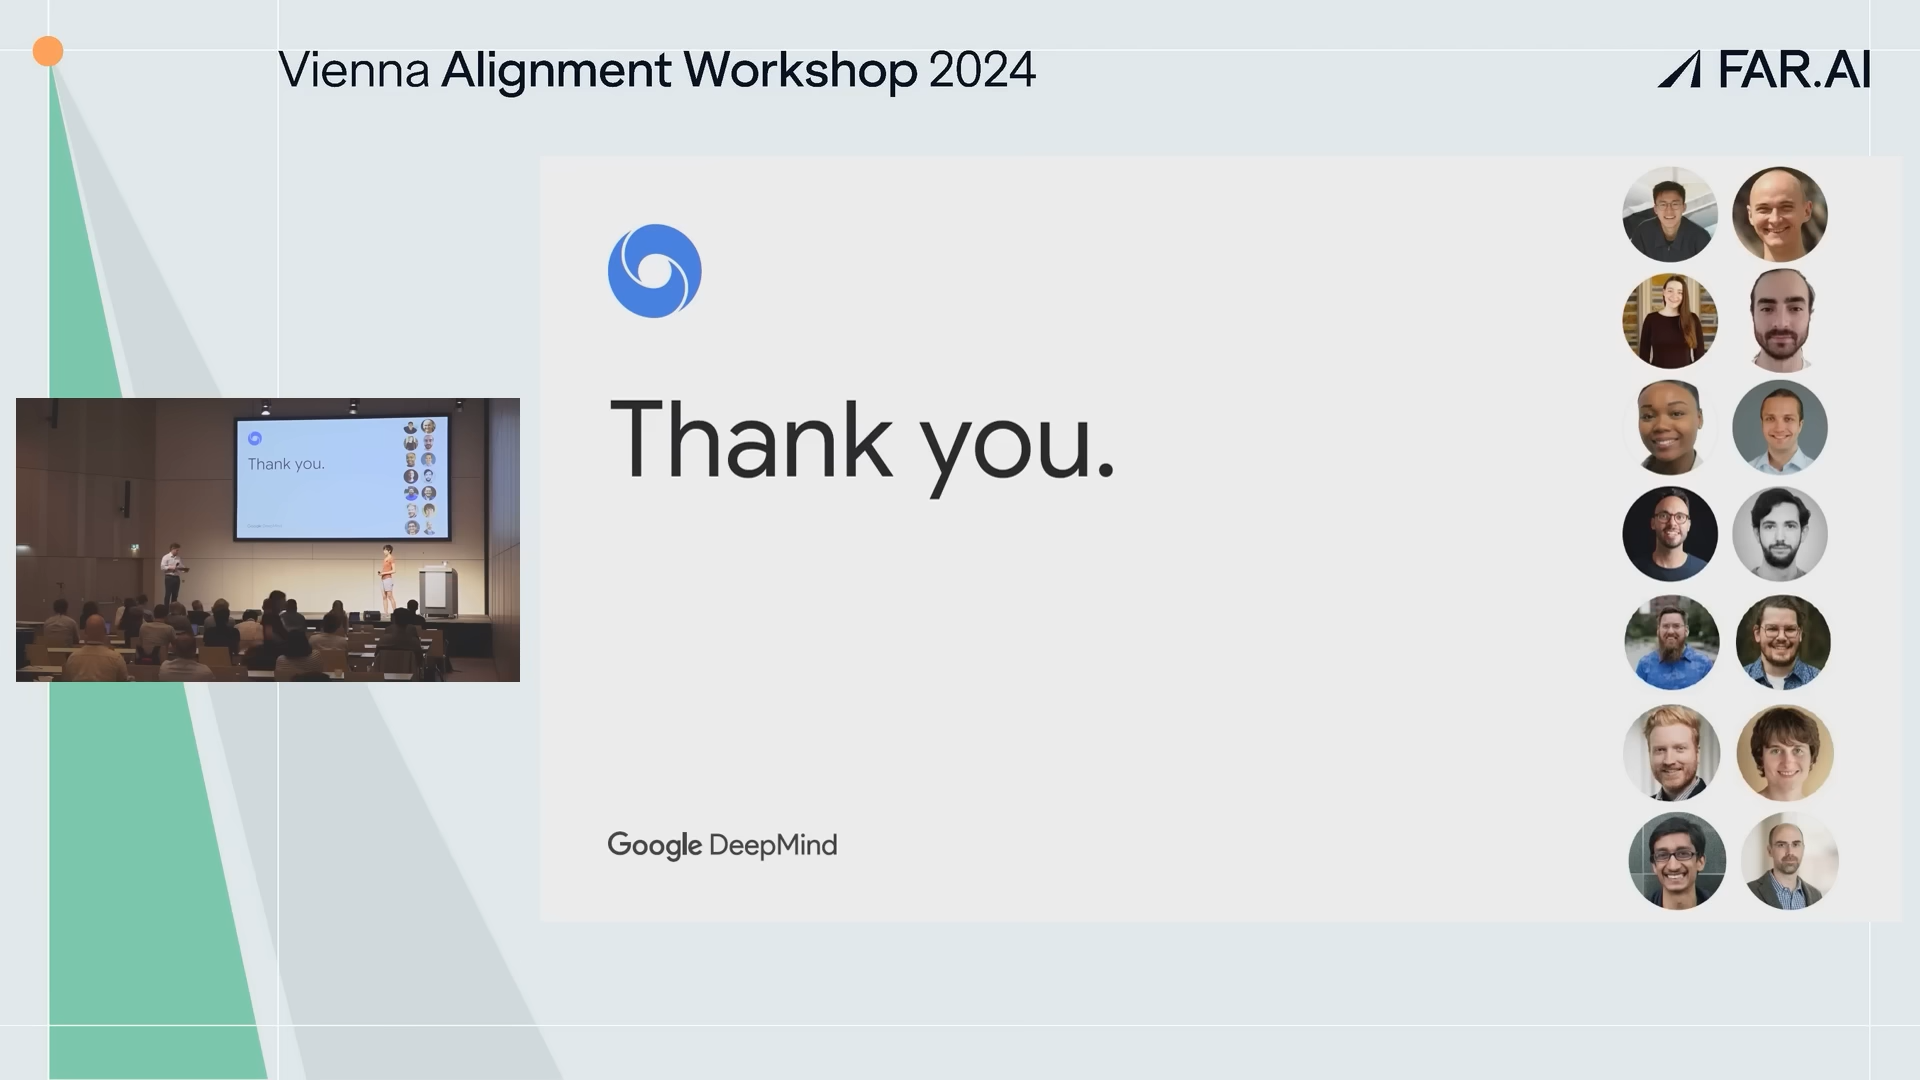 Vienna Alignment Workshop 2024
FAR.AI
Thank you.
Google DeepMind
Thank you.